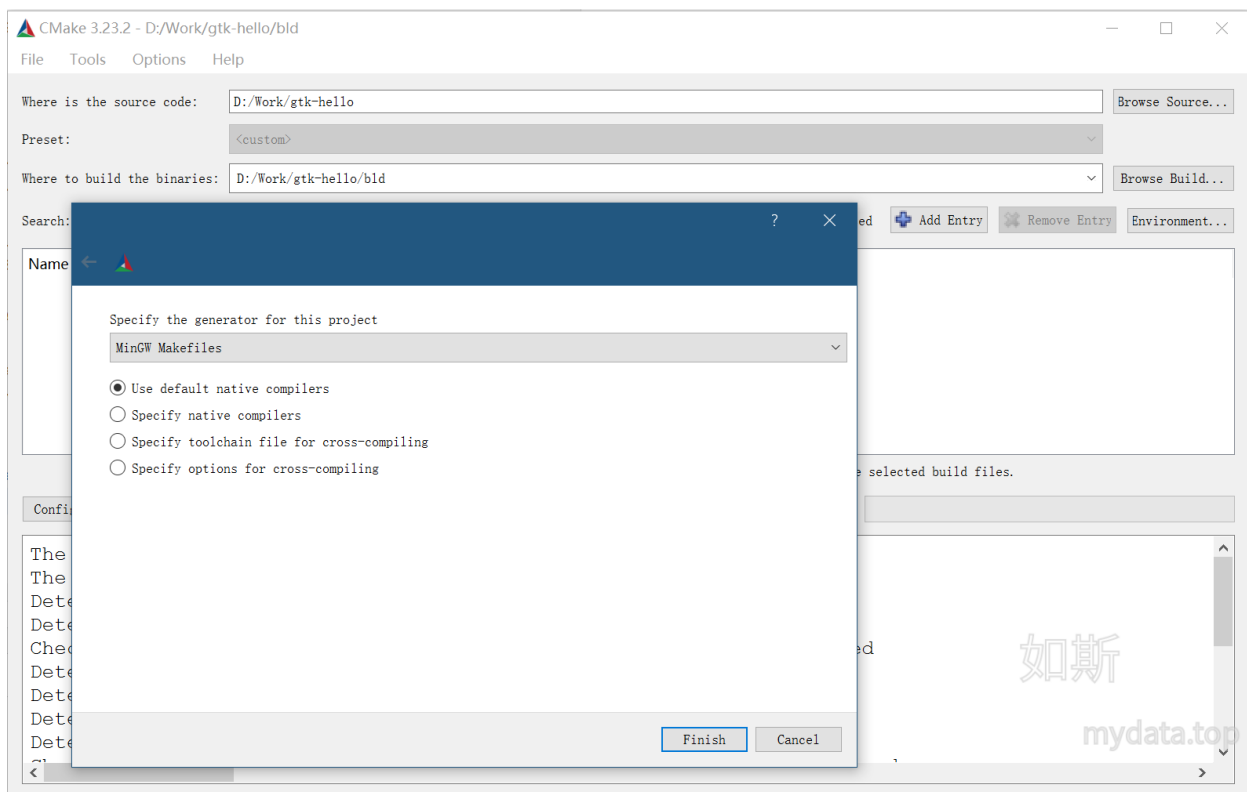 CMake 3.23.2 - D:/Work/gtk-hello/bld
File Tools Options Help
Where is the source code: D:/Work/gtk-hello Browse Source...
Preset: <custom>
Where to build the binaries: D:/Work/gtk-hello/bld Browse Build...
Search: ed Add Entry Remove Entry Environment...
Name
Specify the generator for this project
MinGW Makefiles
Use default native compilers
Specify native compilers
Specify toolchain file for cross-compiling
Specify options for cross-compiling
selected build files.
Confi
The
The
Dete
Dete
Chec ed
Dete
Dete
Dete
Dete
Finish Cancel
如斯
mydata.top